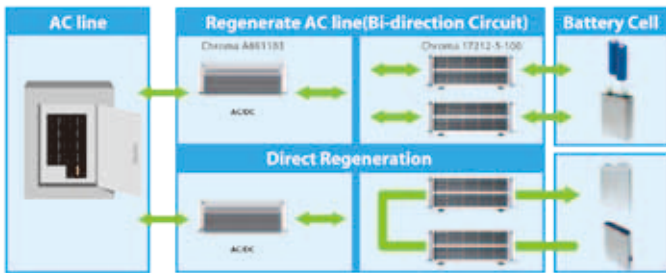 AC line
Regenerate AC line(Bi-direction Circuit)
Battery Cell
Chroma A691103
Chroma 17212-5-100
AC/DC
Direct Regeneration
AC/DC